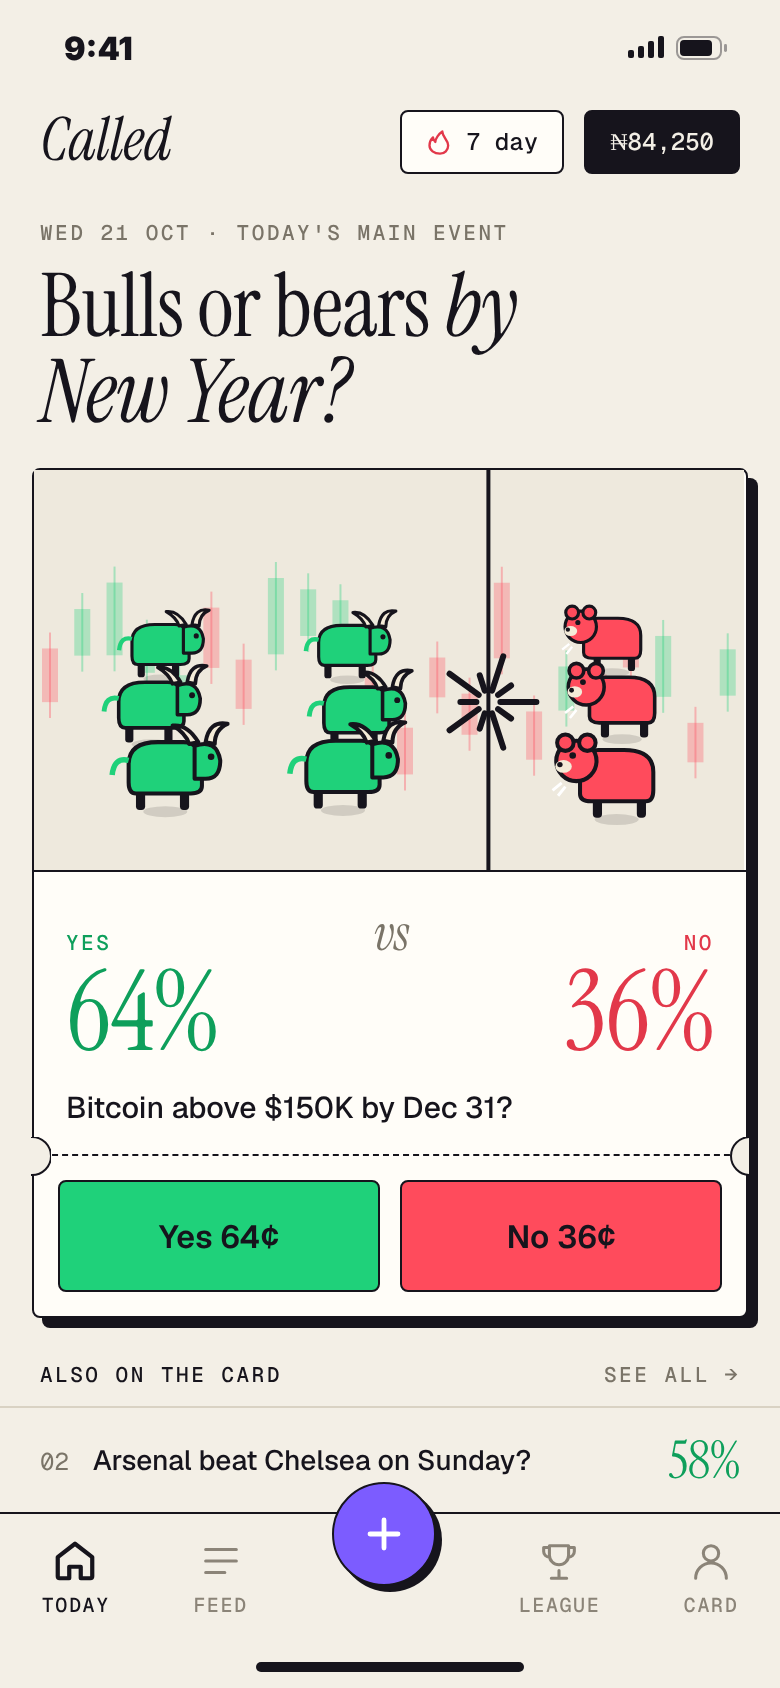 9:41
Called
7 day
₦84,250
WED 21 OCT · TODAY'S MAIN EVENT
Bulls or bears by
New Year?
YES
vs
NO
64%
36%
Bitcoin above $150K by Dec 31?
Yes 64¢
No 36¢
ALSO ON THE CARD
SEE ALL →
02 Arsenal beat Chelsea on Sunday? 58%
TODAY
FEED
LEAGUE
CARD